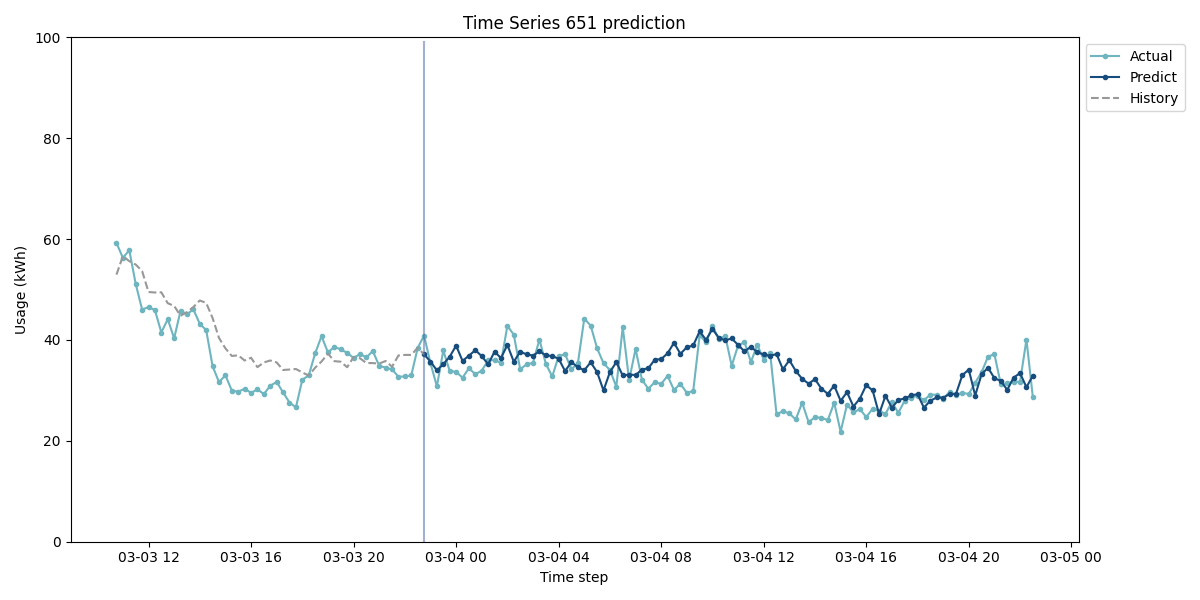 Time Series 651 prediction
Actual
Predict
History
Usage (kWh)
100
80
60
40
20
0
03-03 12
03-03 16
03-03 20
03-04 00
03-04 04
03-04 08
03-04 12
03-04 16
03-04 20
03-05 00
Time step